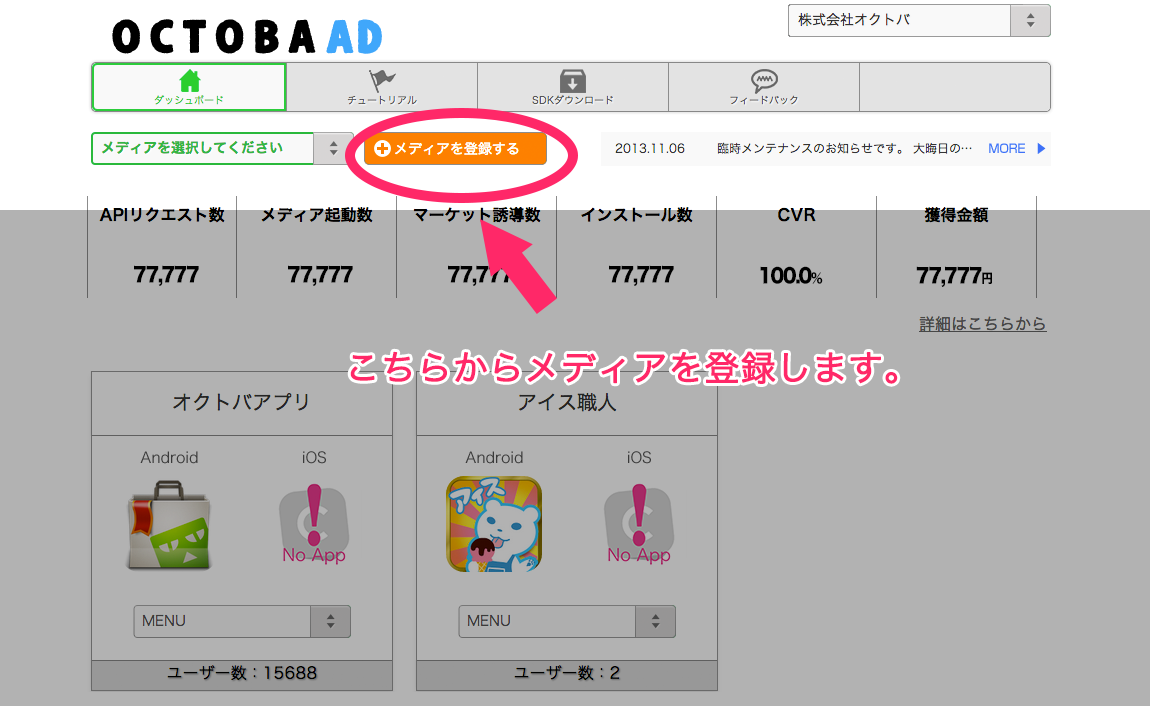 OCTOBA AD
株式会社オクトバ
ダッシュボード
チュートリアル
SDKダウンロード
フィードバック
メディアを選択してください
メディアを登録する
2013.11.06 臨時メンテナンスのお知らせです。 大晦日の… MORE
APIリクエスト数
メディア起動数
マーケット誘導数
インストール数
CVR
獲得金額
77,777
77,777
77,777
77,777
100.0%
77,777円
詳細はこちらから
こちらからメディアを登録します。
オクトバアプリ
アイス職人
Android
iOS
Android
iOS
アイス
No App
No App
MENU
MENU
ユーザー数：15688
ユーザー数：2